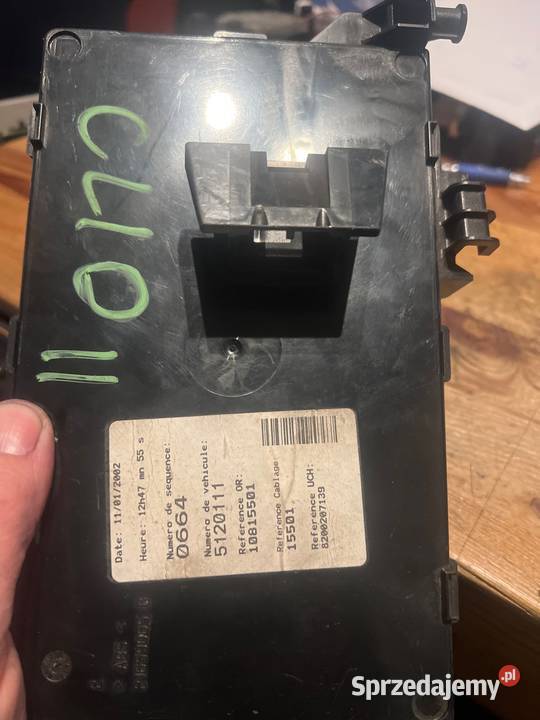 CLIO II
Date: 11/01/2002
Heure: 12h47 mn 55 s
Numero de sequence:
0664
Numero de vehicule:
5120111
Reference OR:
10815501
Reference Cablage
15501
Reference UCH:
8200207139
Sprzedajemy.pl